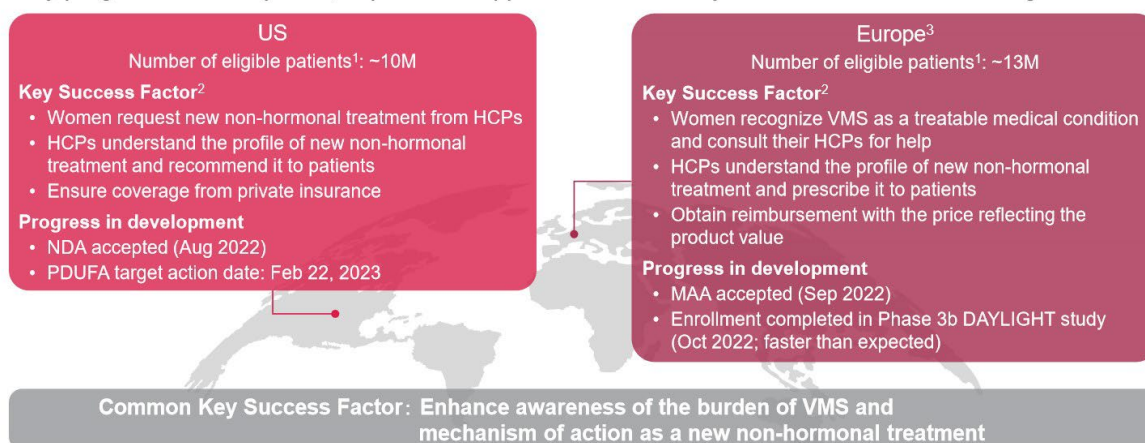 US
Number of eligible patients¹: ~10M
Key Success Factor²
• Women request new non-hormonal treatment from HCPs
• HCPs understand the profile of new non-hormonal
treatment and recommend it to patients
• Ensure coverage from private insurance
Progress in development
• NDA accepted (Aug 2022)
• PDUFA target action date: Feb 22, 2023
Europe³
Number of eligible patients¹: ~13M
Key Success Factor²
• Women recognize VMS as a treatable medical condition
and consult their HCPs for help
• HCPs understand the profile of new non-hormonal
treatment and prescribe it to patients
• Obtain reimbursement with the price reflecting the
product value
Progress in development
• MAA accepted (Sep 2022)
• Enrollment completed in Phase 3b DAYLIGHT study
(Oct 2022; faster than expected)
Common Key Success Factor: Enhance awareness of the burden of VMS and
mechanism of action as a new non-hormonal treatment